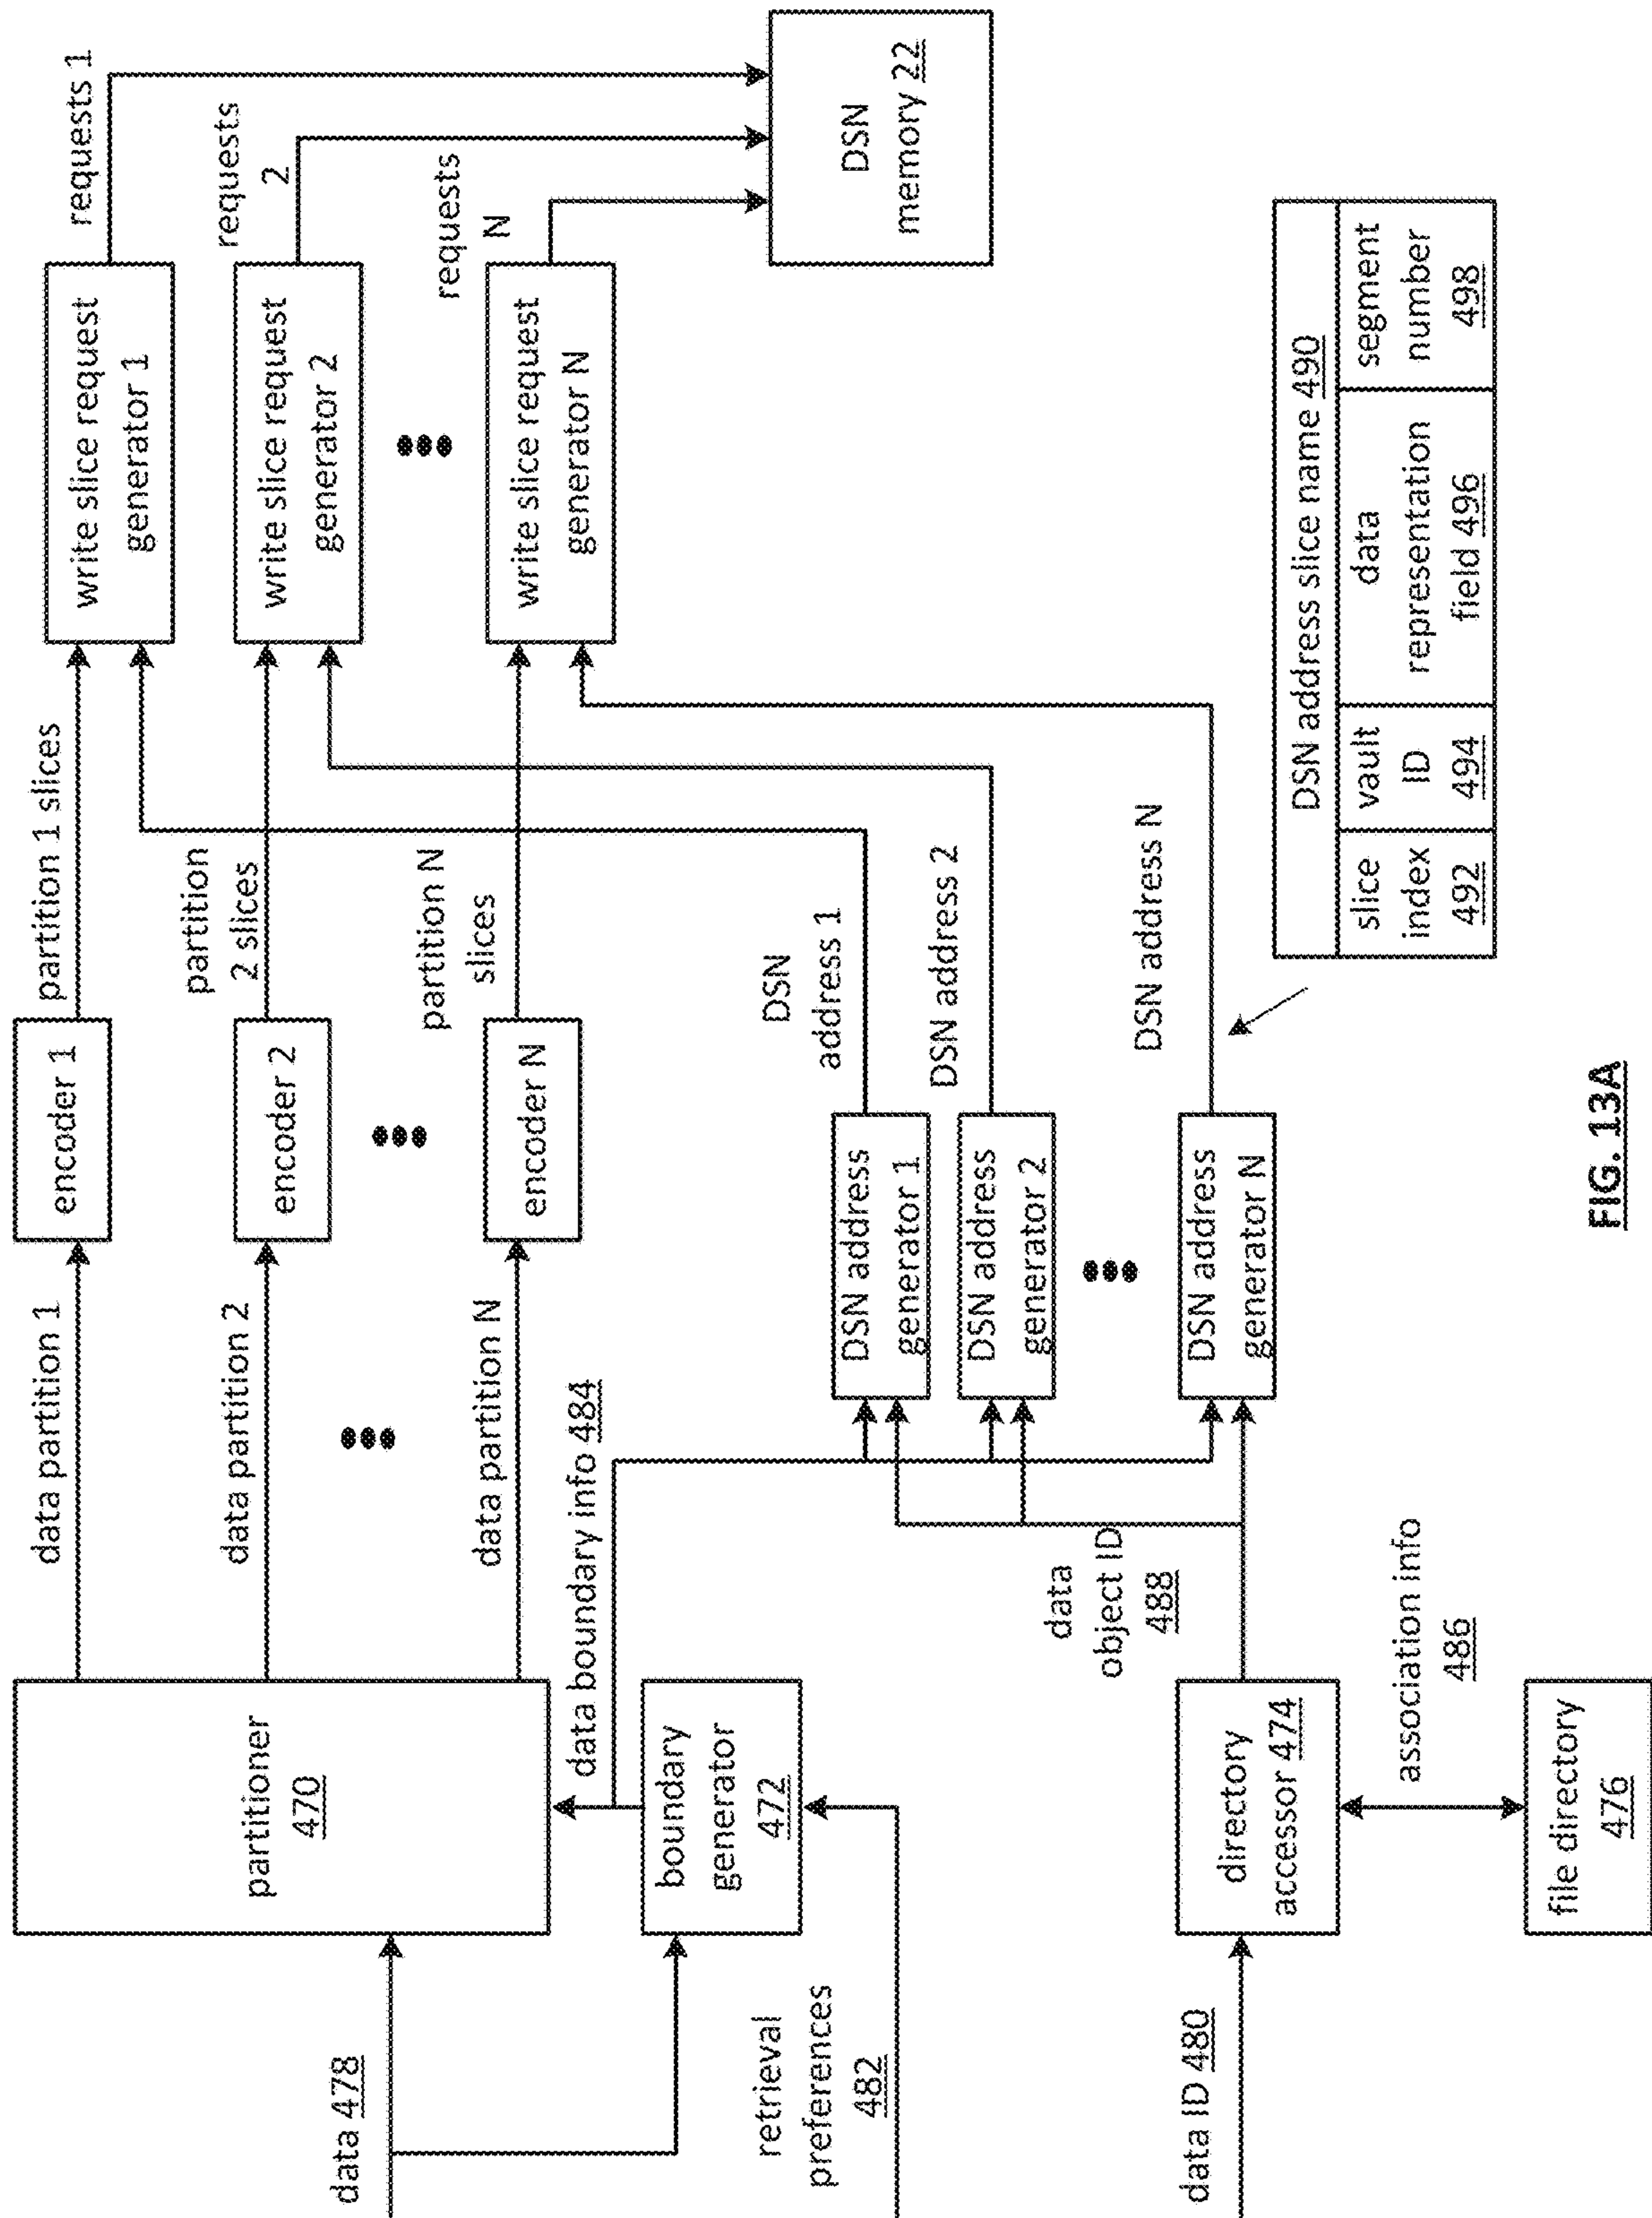 data 478
partitioner
470
data partition 1
encoder 1
partition 1 slices
write slice request
generator 1
requests 1
data partition 2
encoder 2
partition
2 slices
write slice request
generator 2
requests
2
data partition N
encoder N
partition N
slices
write slice request
generator N
requests
N
retrieval
preferences
482
boundary
generator
472
data boundary info 484
DSN
memory 22
DSN address
generator 1
DSN
address 1
DSN address
generator 2
DSN address 2
DSN address
generator N
DSN address N
data ID 480
directory
accessor 474
data
object ID
488
association info
486
file directory
476
DSN address slice name 490
slice
index
492
vault
ID
494
data
representation
field 496
segment
number
498
FIG. 13A